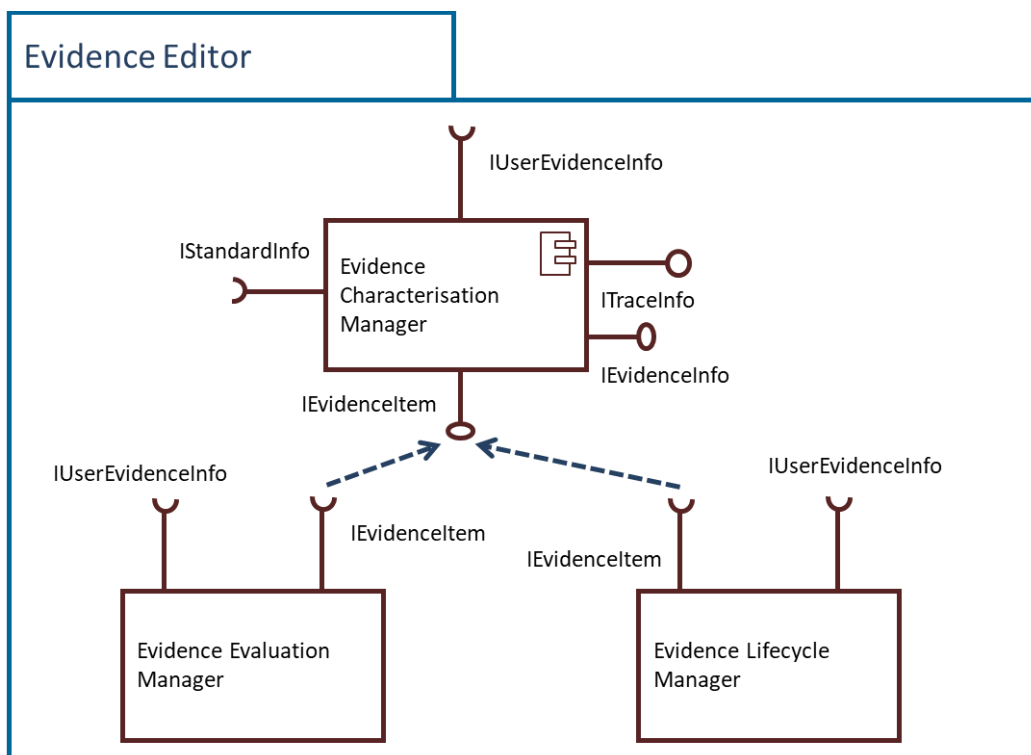 Evidence Editor
IUserEvidenceInfo
IStandardInfo
Evidence
Characterisation
Manager
ITraceInfo
IEvidenceInfo
IEvidenceItem
IUserEvidenceInfo
IUserEvidenceInfo
IEvidenceItem
IEvidenceItem
Evidence Evaluation
Manager
Evidence Lifecycle
Manager